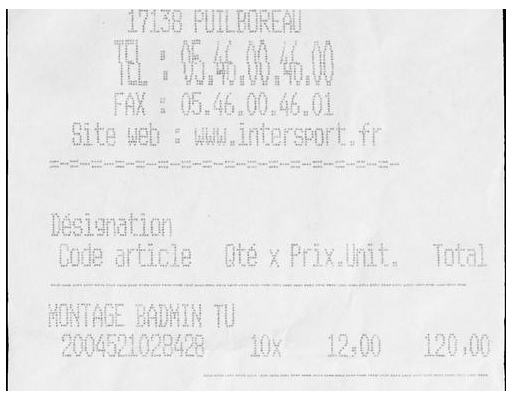 17138 PUILBOREAU
TEL : 05.46.00.46.00
FAX : 05.46.00.46.01
Site web : www.intersport.fr
=-=-=-=-=-=-=-=-=-=-=-=-=-=-=-=-=-=-=
Désignation
Code article Qté x Prix.Unit. Total
MONTAGE BADMIN TU
2004521028428 10x 12,00 120,00